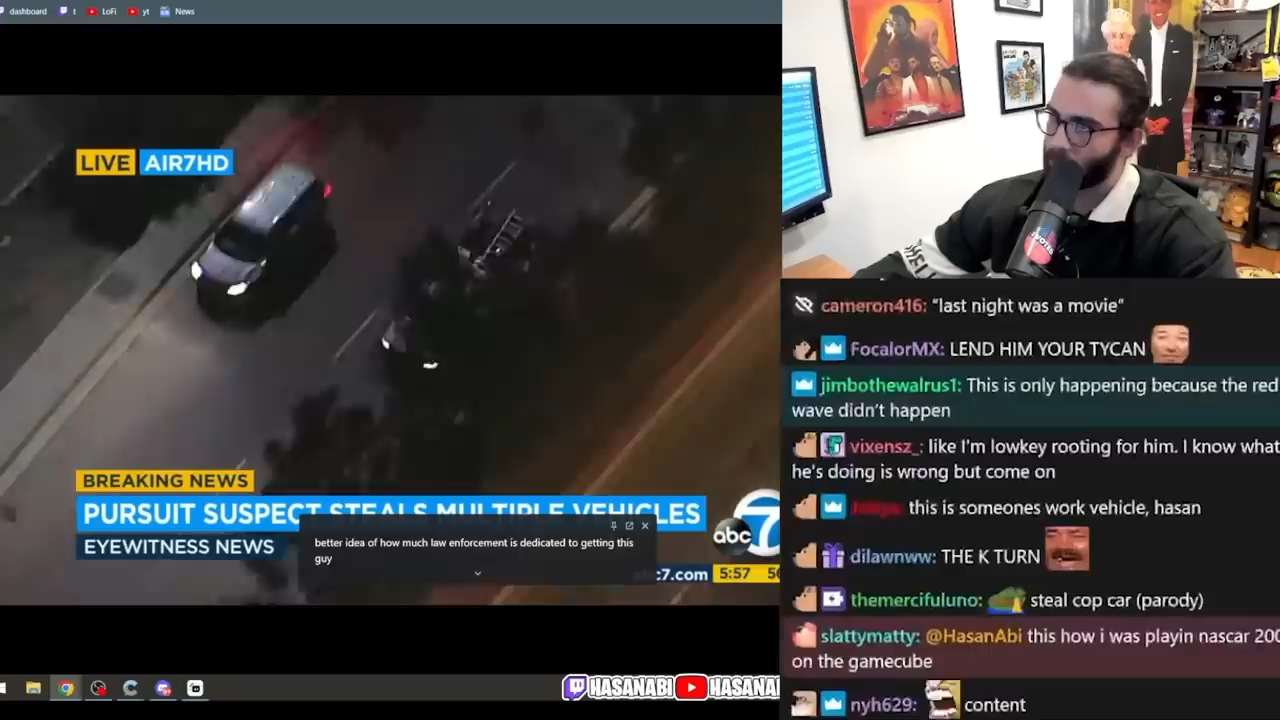 dashboard t LoFi yt News
LIVE AIR7HD
BREAKING NEWS
PURSUIT SUSPECT STEALS MULTIPLE VEHICLES
EYEWITNESS NEWS
abc 7
abc7.com 5:57
better idea of how much law enforcement is dedicated to getting this
guy
HASANABI HASANA
cameron416: "last night was a movie"
FocalorMX: LEND HIM YOUR TYCAN
jimbothewalrus1: This is only happening because the red
wave didn't happen
vixensz_: like I'm lowkey rooting for him. I know what
he's doing is wrong but come on
this is someones work vehicle, hasan
dilawnww: THE K TURN
themercifuluno: steal cop car (parody)
slattymatty: @HasanAbi this how i was playin nascar 200
on the gamecube
nyh629: content